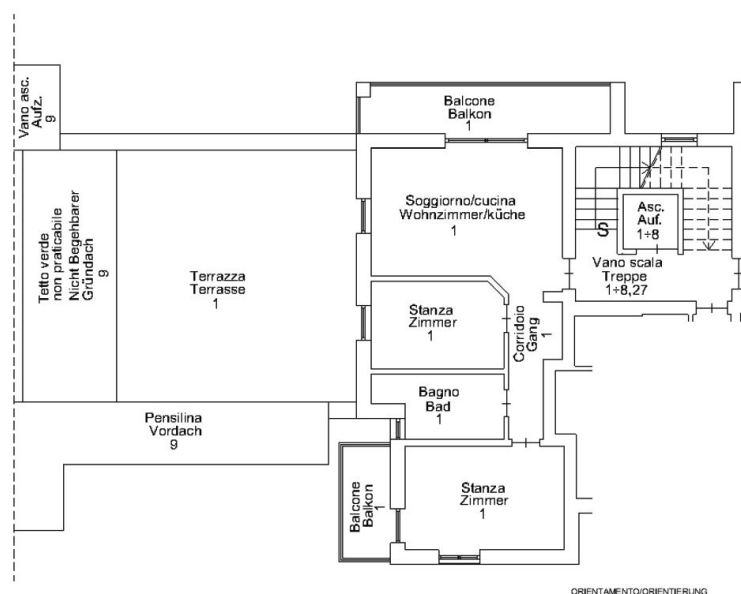 Balcone
Balkon
1
Vano asc.
Aufz.
9
Soggiorno/cucina
Wohnzimmer/küche
1
Asc.
Auf.
1÷8
S
Vano scala
Treppe
1÷8,27
Tetto verde
non praticabile
Nicht Begehbarer
Gründach
9
Terrazza
Terrasse
1
Stanza
Zimmer
1
Corridoio
Gang
1
Bagno
Bad
1
Pensilina
Vordach
9
Balcone
Balkon
1
Stanza
Zimmer
1
ORIENTAMENTO/ORIENTIERUNG